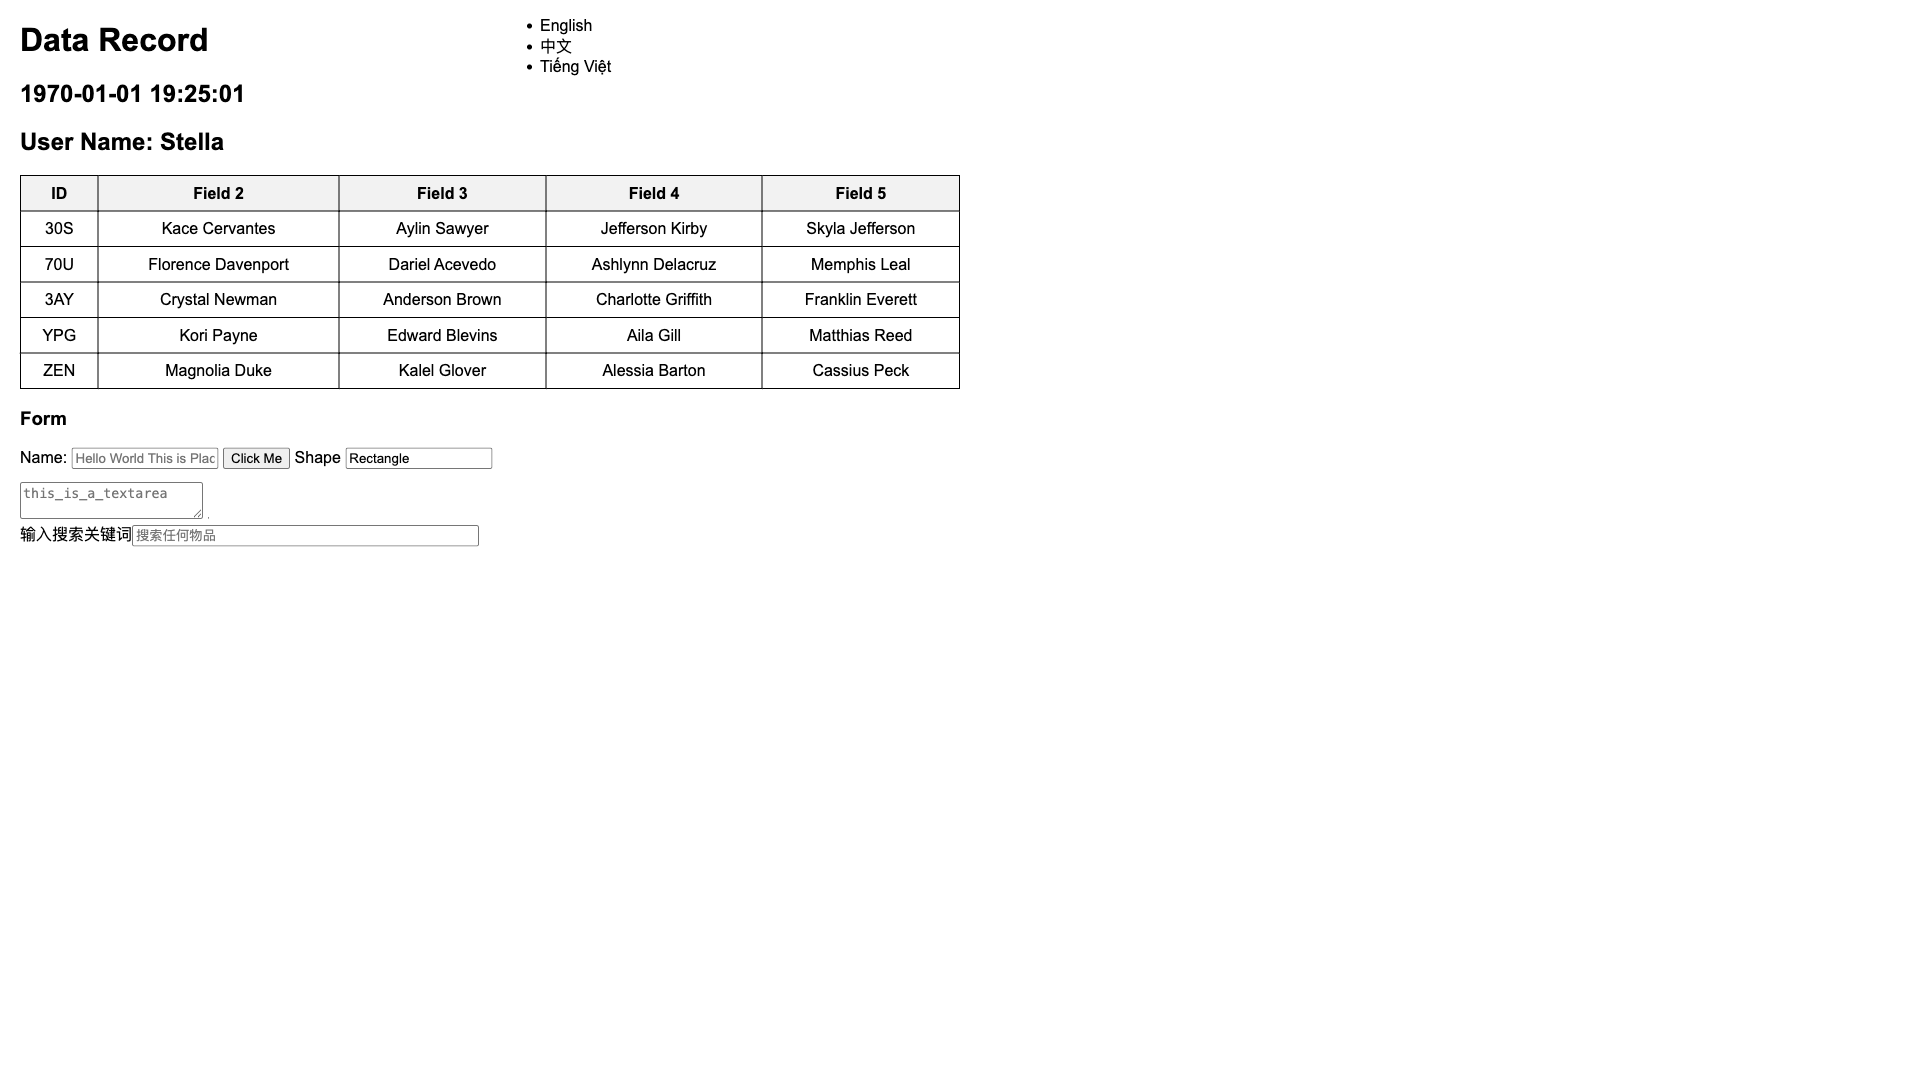 Data Record
English
中文
Tiếng Việt
1970-01-01 19:25:01
User Name: Stella
ID Field 2 Field 3 Field 4 Field 5
30S Kace Cervantes Aylin Sawyer Jefferson Kirby Skyla Jefferson
70U Florence Davenport Dariel Acevedo Ashlynn Delacruz Memphis Leal
3AY Crystal Newman Anderson Brown Charlotte Griffith Franklin Everett
YPG Kori Payne Edward Blevins Aila Gill Matthias Reed
ZEN Magnolia Duke Kalel Glover Alessia Barton Cassius Peck
Form
Name: Hello World This is Plac Click Me Shape Rectangle
this_is_a_textarea
输入搜索关键词 搜索任何物品